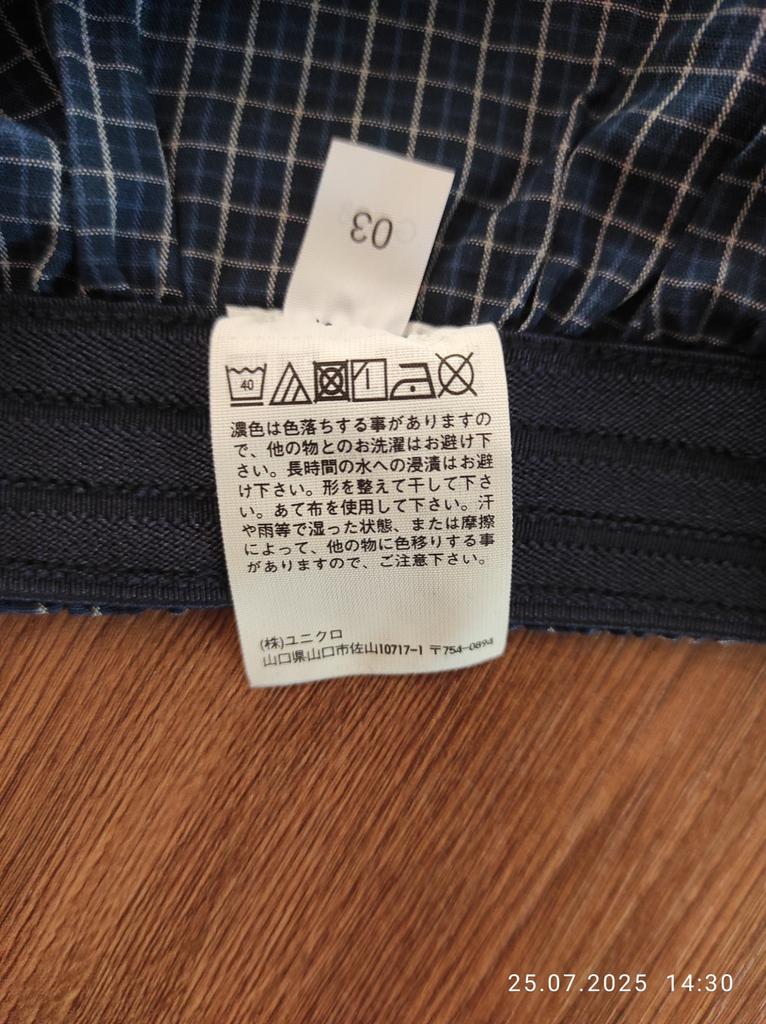 03
40
濃色は色落ちする事がありますの
で、他の物とのお洗濯はお避け下
さい。長時間の水への浸漬はお避
け下さい。形を整えて干して下さ
い。あて布を使用して下さい。汗
や雨等で湿った状態、または摩擦
によって、他の物に色移りする事
がありますので、ご注意下さい。
(株)ユニクロ
山口県山口市佐山10717-1 〒754-0894
25.07.2025 14:30